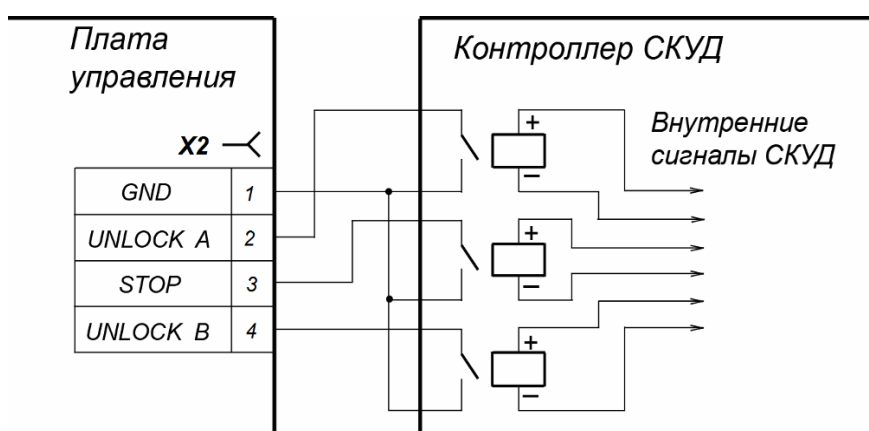 Плата
управления
Контроллер СКУД
X2
GND 1
UNLOCK A 2
STOP 3
UNLOCK B 4
+
−
+
−
+
−
Внутренние
сигналы СКУД